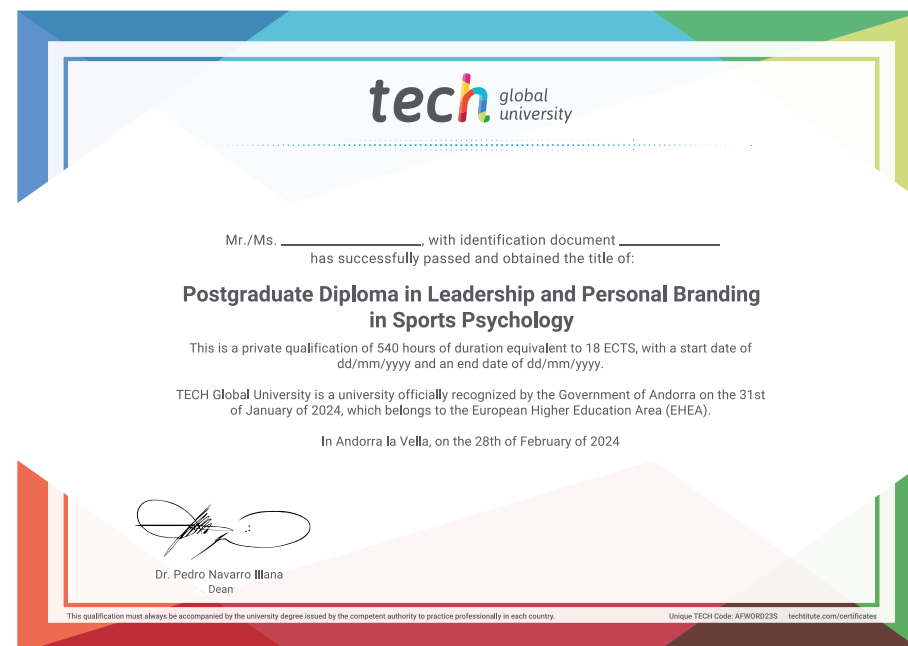 tech global university
Mr./Ms. ____________, with identification document ____________
has successfully passed and obtained the title of:
Postgraduate Diploma in Leadership and Personal Branding
in Sports Psychology
This is a private qualification of 540 hours of duration equivalent to 18 ECTS, with a start date of
dd/mm/yyyy and an end date of dd/mm/yyyy.
TECH Global University is a university officially recognized by the Government of Andorra on the 31st
of January of 2024, which belongs to the European Higher Education Area (EHEA).
In Andorra la Vella, on the 28th of February of 2024
Dr. Pedro Navarro Illana
Dean
This qualification must always be accompanied by the university degree issued by the competent authority to practice professionally in each country.
Unique TECH Code: AFWORD23S techtitute.com/certificates